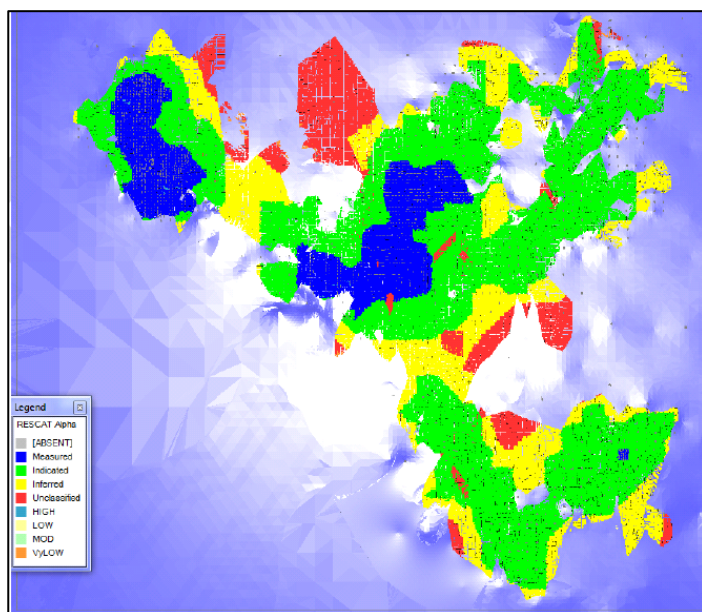 Legend
RESCAT Alpha
[ABSENT]
Measured
Indicated
Inferred
Unclassified
HIGH
LOW
MOD
VyLOW